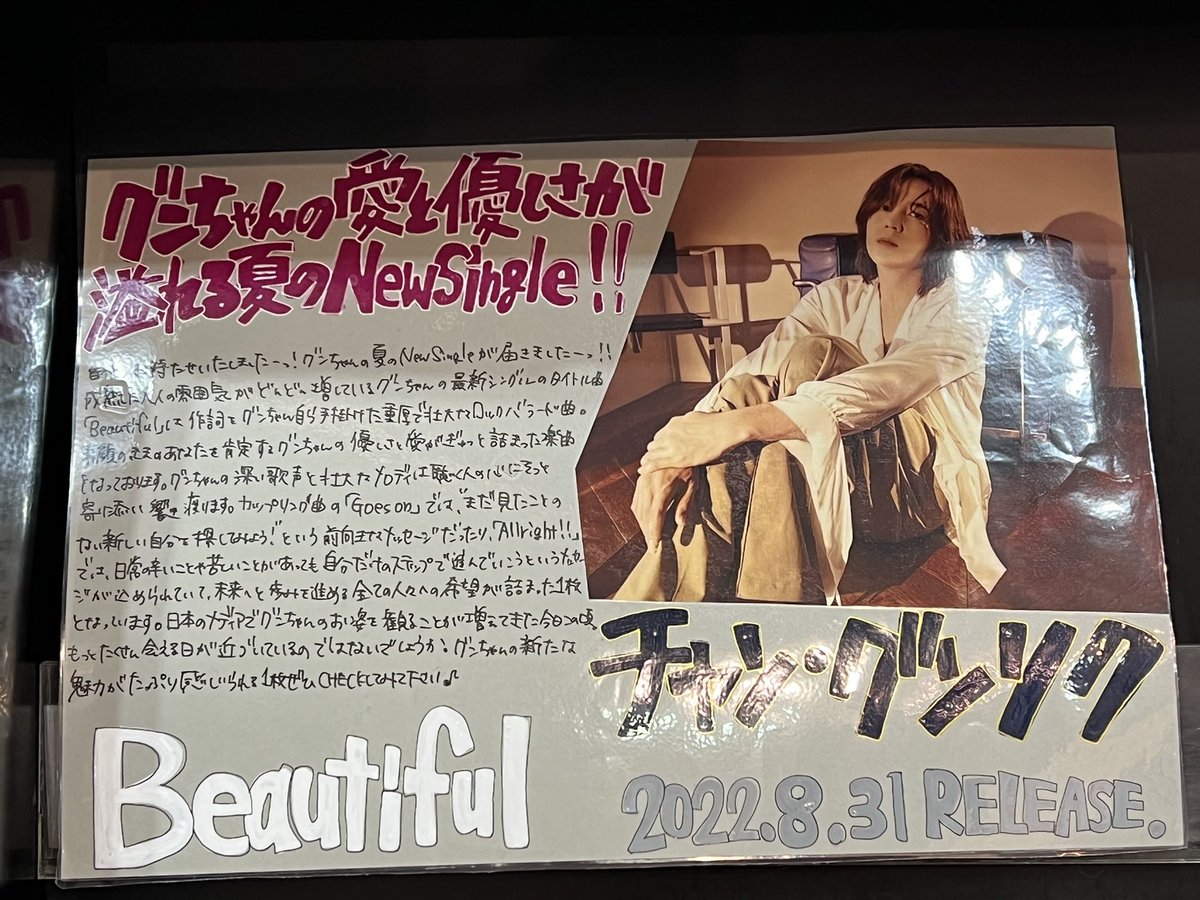 グンちゃんの愛と優しさが
溢れる夏のNewSingle!!
お待たせいたしましたーっ!グンちゃんの夏のNewSingleが届きましたーっ!!
成熟した大人の雰囲気がどんどん増しているグンちゃんの最新シングルのタイトル曲
「Beautiful」は作詞をグンちゃん自ら手掛けた重厚で壮大なロックバラード曲。
素顔のままのあなたを肯定するグンちゃんの優しさと愛がぎゅっと詰まった楽曲
となっております。グンちゃんの深い歌声と壮大なメロディは聴く人の心にそっと
寄り添い響き渡ります。カップリング曲の「Goes on」では、まだ見たことの
ない新しい自分を探してみよう!という前向きなメッセージだったり、「Allright!!」
では、日常の辛いことや苦しいことがあっても自分だけのステップで進んでいこうというメッセー
ジが込められていて、未来へと歩みを進める全ての人々への希望が詰まった1枚
となっています。日本のメディアでグンちゃんのお姿を観ることが増えてきた今日この頃、
もっとたくさん会える日が近づいているのではないでしょうか?グンちゃんの新たな
魅力がたっぷり感じられる1枚ぜひCHECKしてみて下さい♪
チャン・グンソク
Beautiful
2022.8.31 RELEASE.